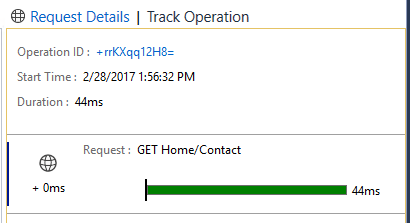 Request Details | Track Operation
Operation ID : +rrKXqq12H8=
Start Time : 2/28/2017 1:56:32 PM
Duration : 44ms
Request : GET Home/Contact
+ 0ms
44ms